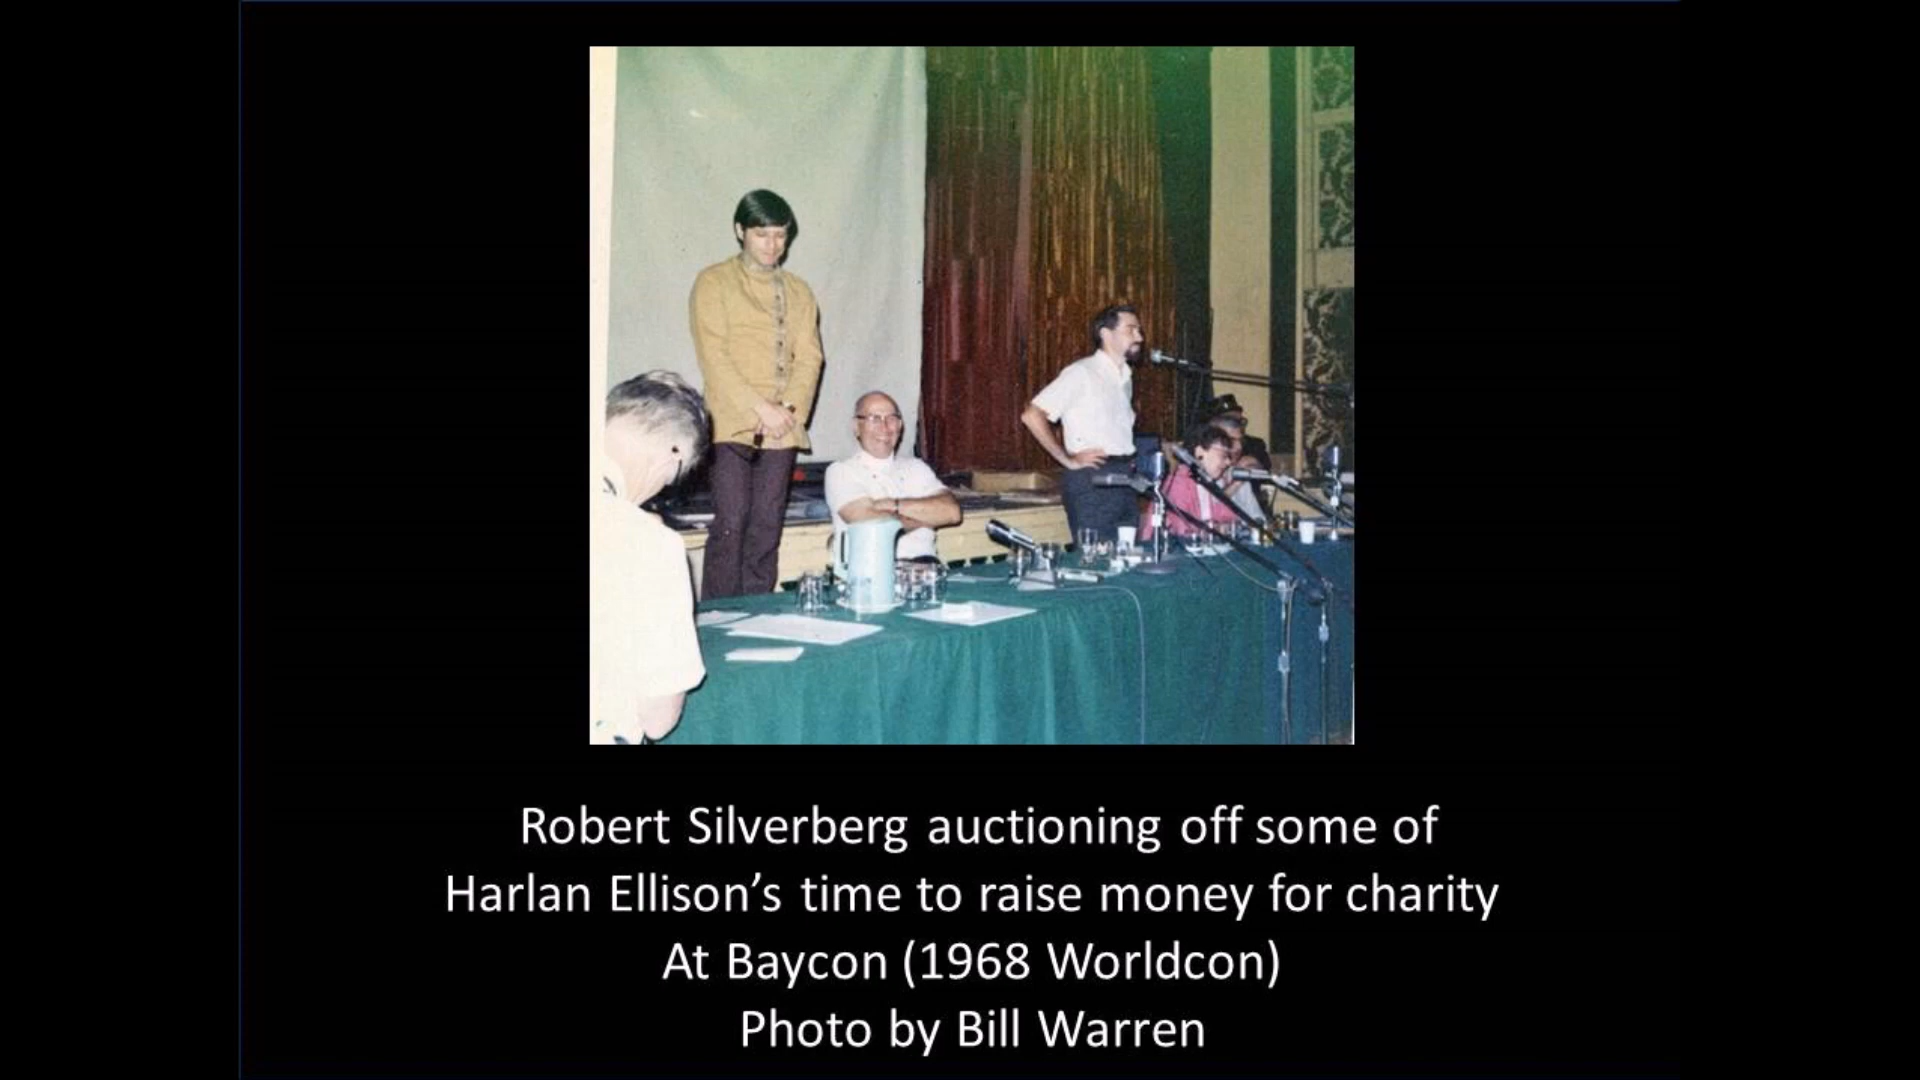 Robert Silverberg auctioning off some of
Harlan Ellison’s time to raise money for charity
At Baycon (1968 Worldcon)
Photo by Bill Warren